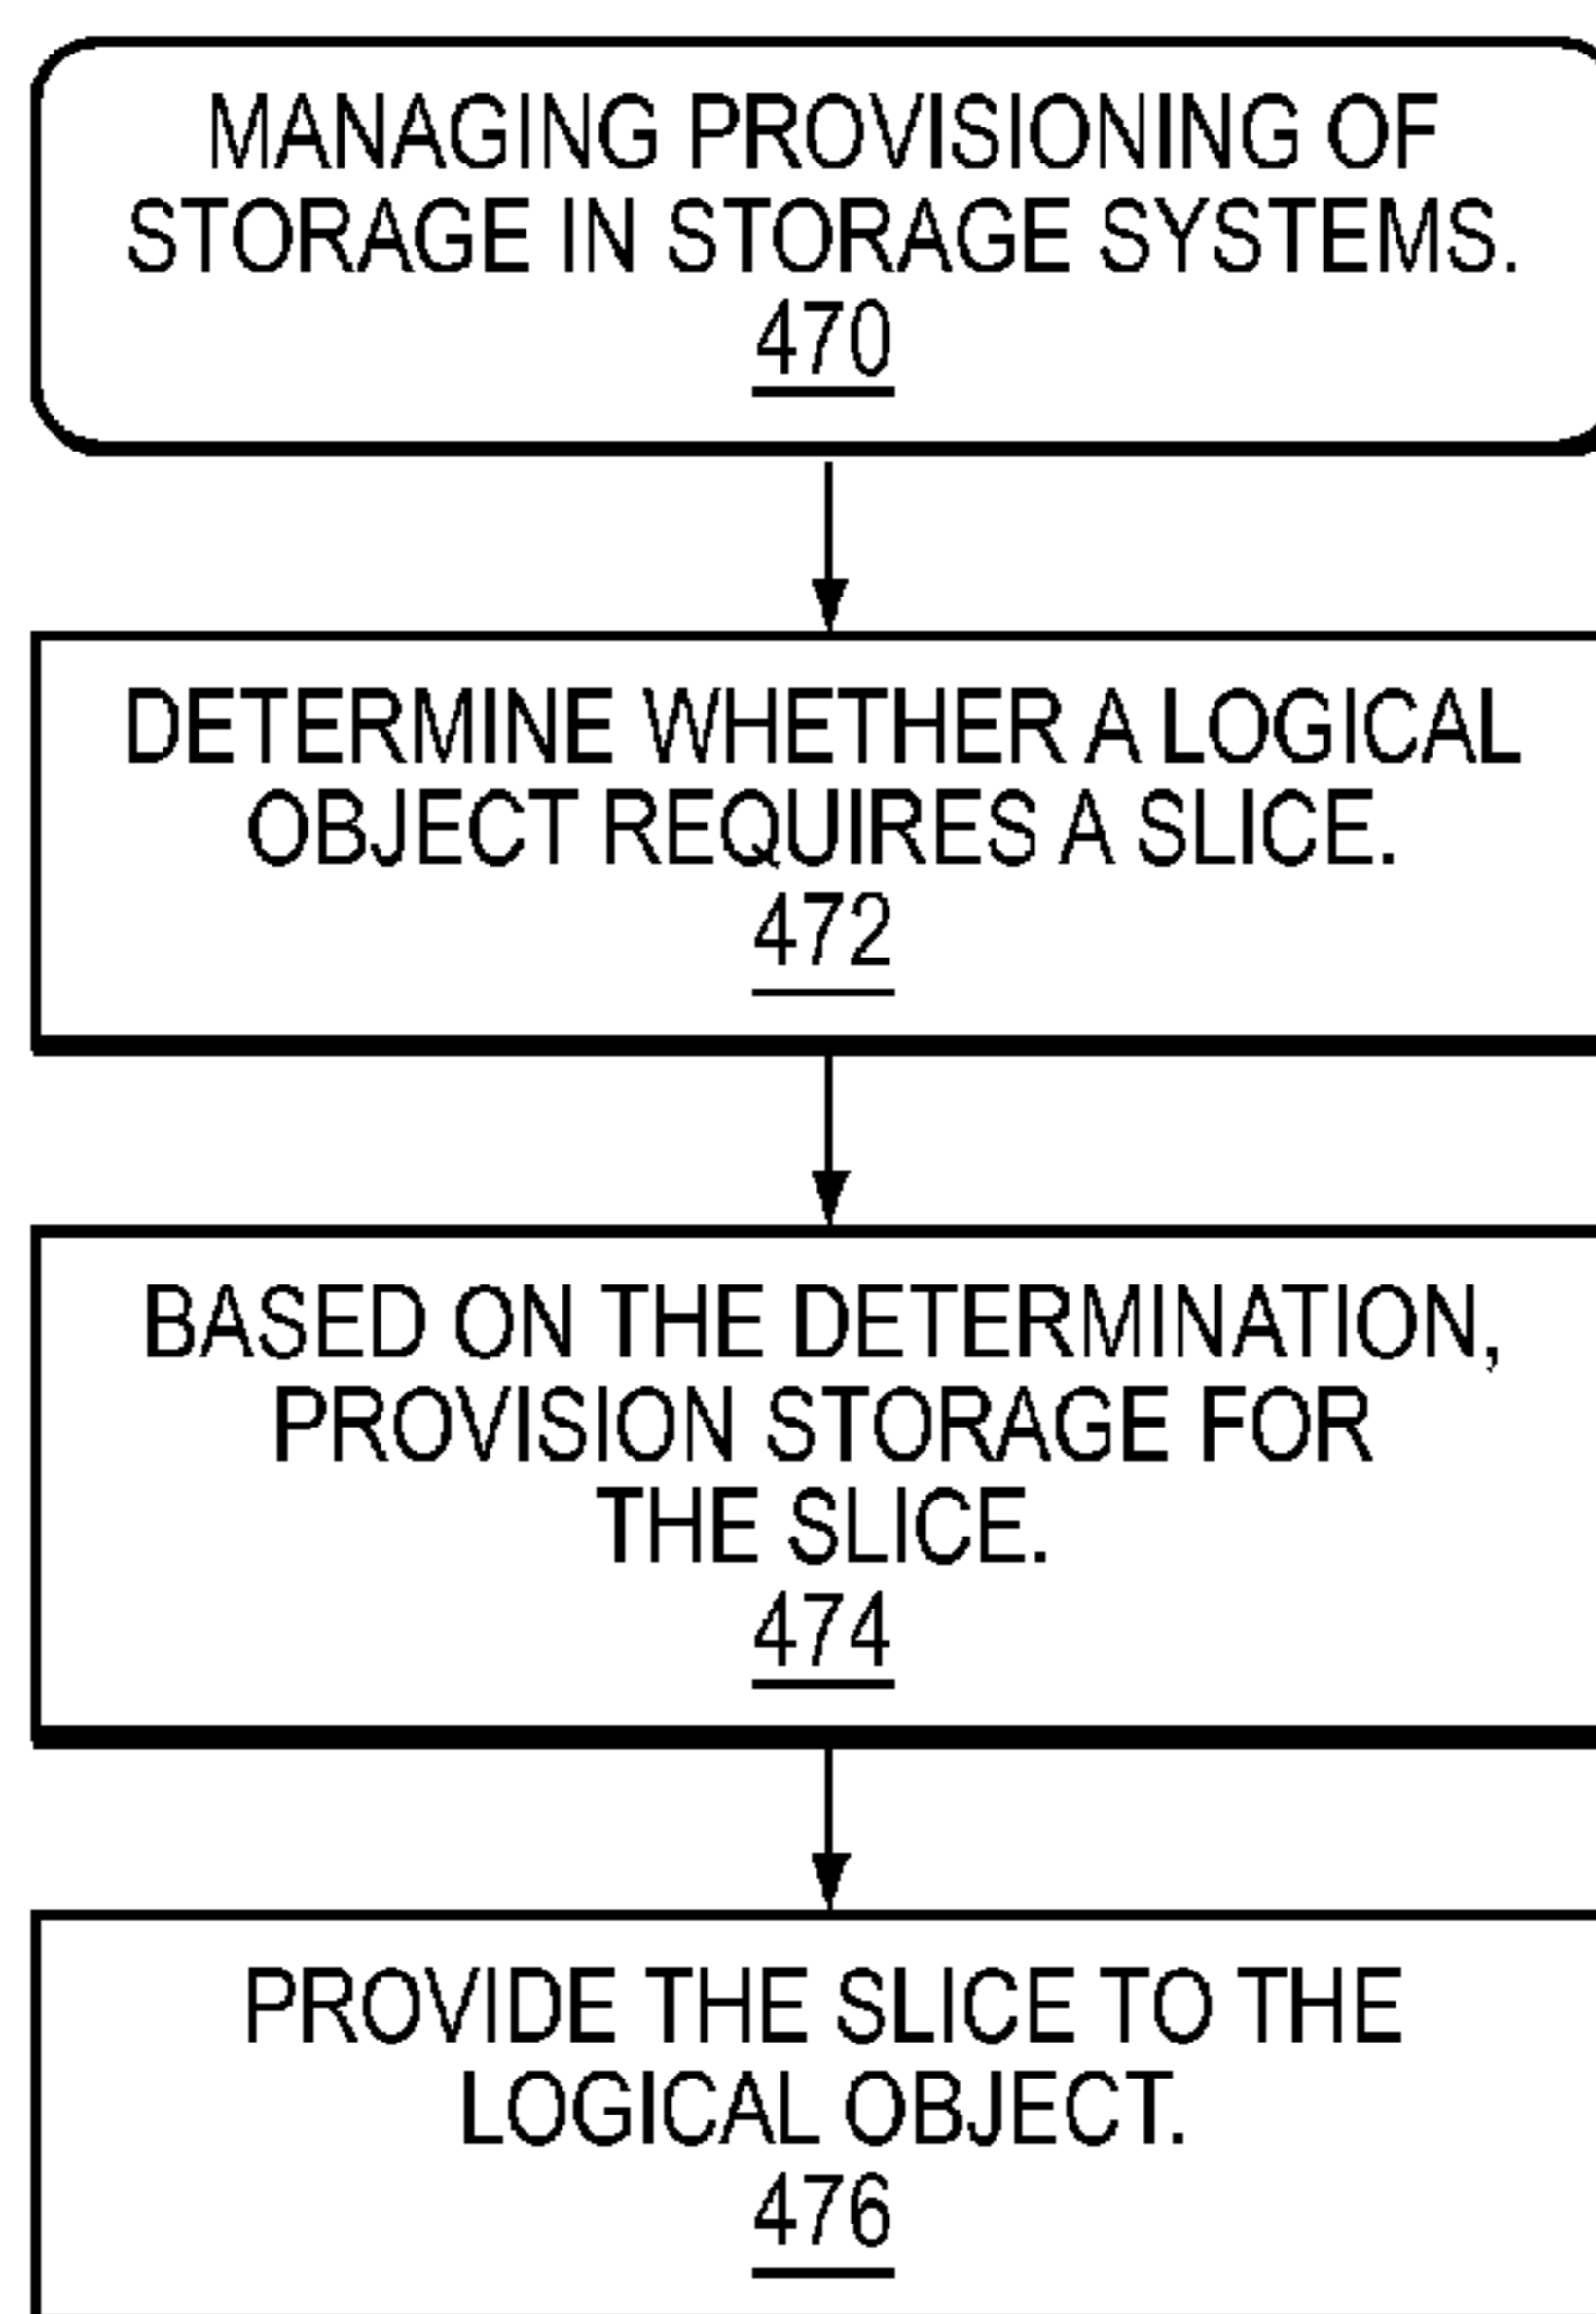 MANAGING PROVISIONING OF
STORAGE IN STORAGE SYSTEMS.
470
DETERMINE WHETHER A LOGICAL
OBJECT REQUIRES A SLICE.
472
BASED ON THE DETERMINATION,
PROVISION STORAGE FOR
THE SLICE.
474
PROVIDE THE SLICE TO THE
LOGICAL OBJECT.
476